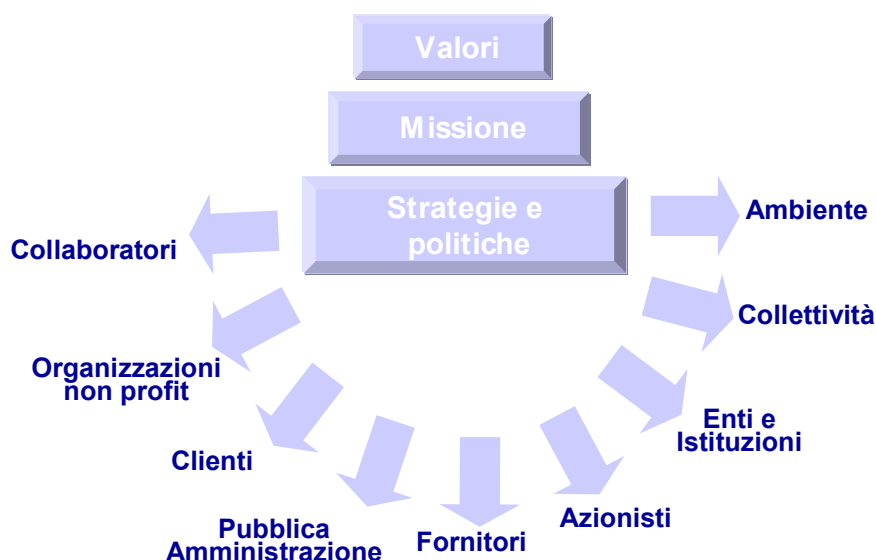 Valori
Missione
Strategie e
politiche
Ambiente
Collaboratori
Collettività
Organizzazioni
non profit
Enti e
Istituzioni
Clienti
Azionisti
Pubblica
Amministrazione
Fornitori